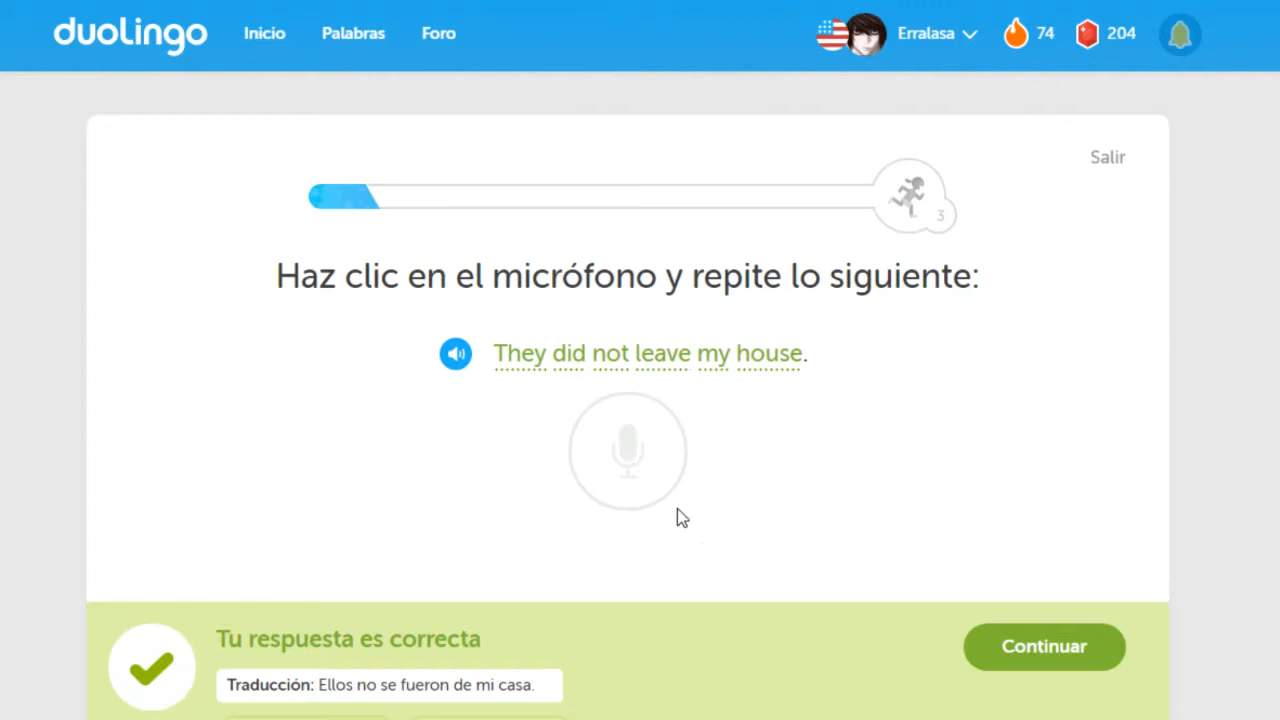 duolingo Inicio Palabras Foro Erralasa 74 204
Salir
3
Haz clic en el micrófono y repite lo siguiente:
They did not leave my house.
Tu respuesta es correcta
Continuar
Traducción: Ellos no se fueron de mi casa.